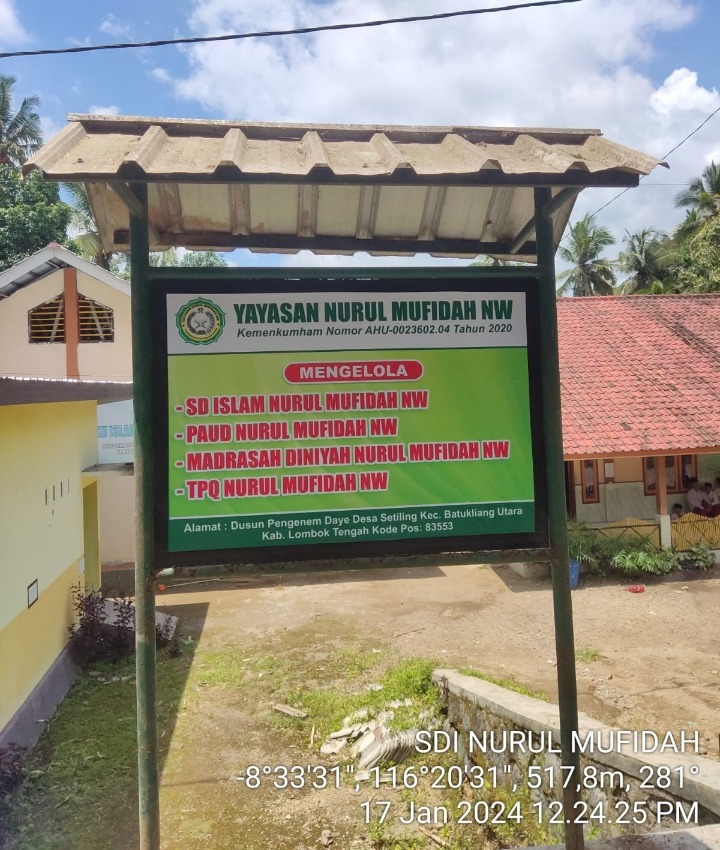 YAYASAN NURUL MUFIDAH NW
Kemenkumham Nomor AHU-0023602.04 Tahun 2020
MENGELOLA
- SD ISLAM NURUL MUFIDAH NW
- PAUD NURUL MUFIDAH NW
- MADRASAH DINIYAH NURUL MUFIDAH NW
- TPQ NURUL MUFIDAH NW
Alamat : Dusun Pengenem Daye Desa Setiling Kec. Batukliang Utara
Kab. Lombok Tengah Kode Pos: 83553
SDI NURUL MUFIDAH
-8°33'31", 116°20'31", 517,8m, 281°
17 Jan 2024 12.24.25 PM